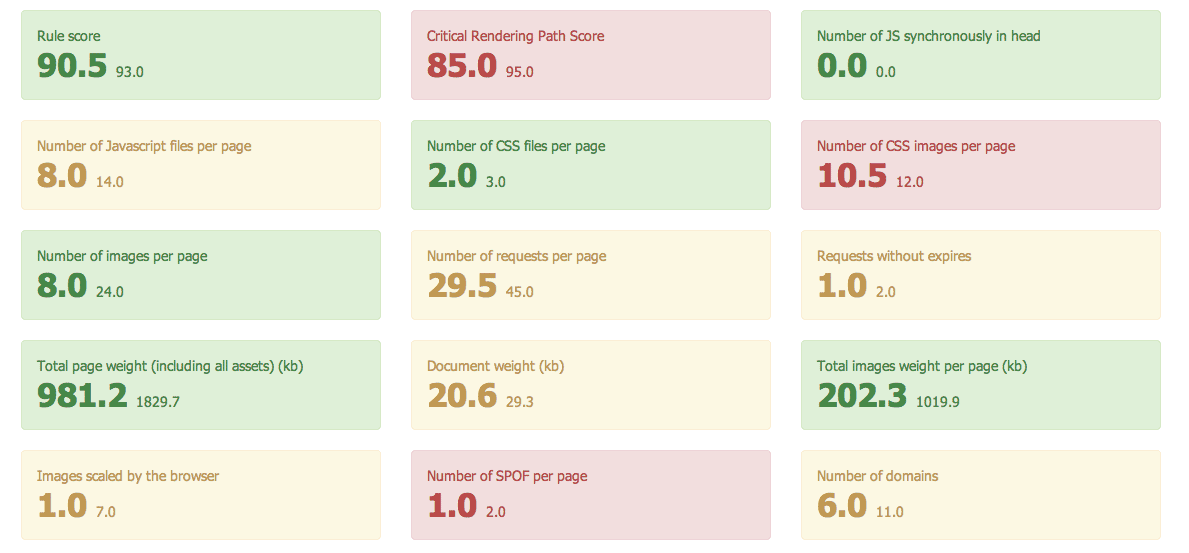 Rule score
90.5 93.0
Critical Rendering Path Score
85.0 95.0
Number of JS synchronously in head
0.0 0.0
Number of Javascript files per page
8.0 14.0
Number of CSS files per page
2.0 3.0
Number of CSS images per page
10.5 12.0
Number of images per page
8.0 24.0
Number of requests per page
29.5 45.0
Requests without expires
1.0 2.0
Total page weight (including all assets) (kb)
981.2 1829.7
Document weight (kb)
20.6 29.3
Total images weight per page (kb)
202.3 1019.9
Images scaled by the browser
1.0 7.0
Number of SPOF per page
1.0 2.0
Number of domains
6.0 11.0